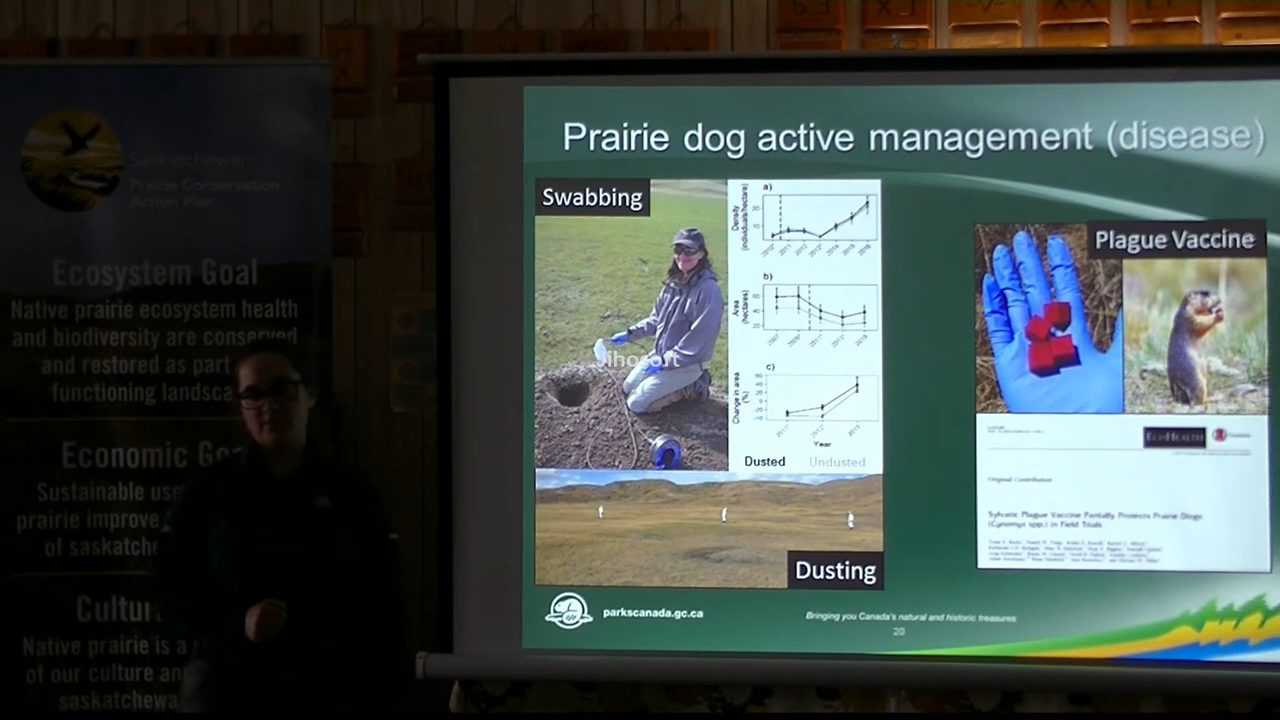 Saskatchewan
Prairie Conservation
Action Plan
Ecosystem Goal
Native prairie ecosystem health
and biodiversity are conserved
and restored as part
functioning landsca
Economic Go
Sustainable use
prairie improve
of saskatche
Cultu
Native prairie is a
of our culture an
saskatchewa
Prairie dog active management (disease)
Swabbing
Jihosoft
a)
Density
(individuals/hectare)
b)
Area
(hectares)
c)
Change in area
(%)
Year
Dusted Undusted
Dusting
Plague Vaccine
EcoHealth
Original Contribution
Sylvatic Plague Vaccine Partially Protects Prairie Dogs
(Cynomys spp.) in Field Trials
parkscanada.gc.ca
Bringing you Canada's natural and historic treasures
20